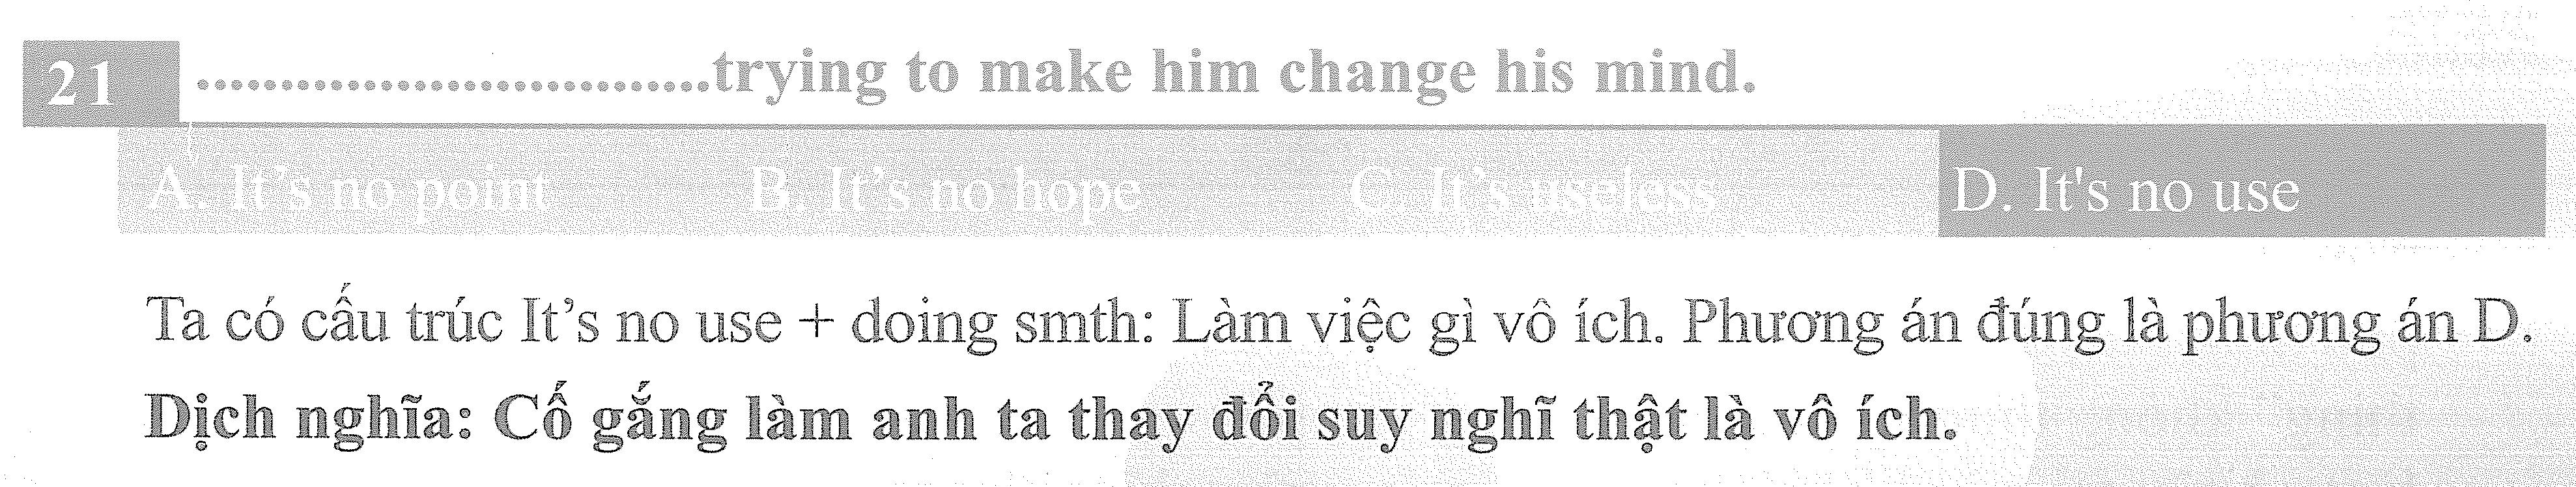 21 ..............................trying to make him change his mind.
A. It's no point B. It's no hope C. It's useless D. It's no use
Ta có cấu trúc It's no use + doing smth: Làm việc gì vô ích. Phương án đúng là phương án D.
Dịch nghĩa: Cố gắng làm anh ta thay đổi suy nghĩ thật là vô ích.